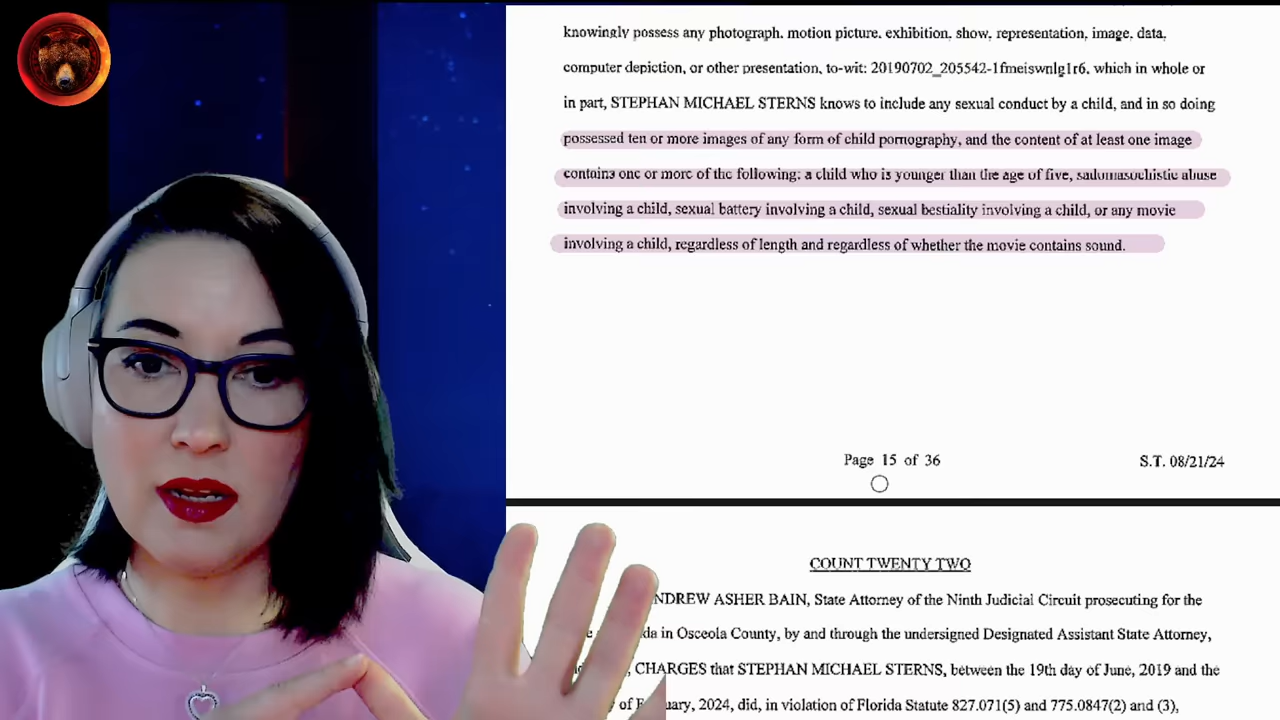 knowingly possess any photograph, motion picture, exhibition, show, representation, image, data,
computer depiction, or other presentation, to-wit: 20190702_205542-1fmeiswnlg1r6, which in whole or
in part, STEPHAN MICHAEL STERNS knows to include any sexual conduct by a child, and in so doing
possessed ten or more images of any form of child pornography, and the content of at least one image
contains one or more of the following: a child who is younger than the age of five, sadomasochistic abuse
involving a child, sexual battery involving a child, sexual bestiality involving a child, or any movie
involving a child, regardless of length and regardless of whether the movie contains sound.
Page 15 of 36
S.T. 08/21/24
COUNT TWENTY TWO
NDREW ASHER BAIN, State Attorney of the Ninth Judicial Circuit prosecuting for the
da in Osceola County, by and through the undersigned Designated Assistant State Attorney,
CHARGES that STEPHAN MICHAEL STERNS, between the 19th day of June, 2019 and the
of February, 2024, did, in violation of Florida Statute 827.071(5) and 775.0847(2) and (3),